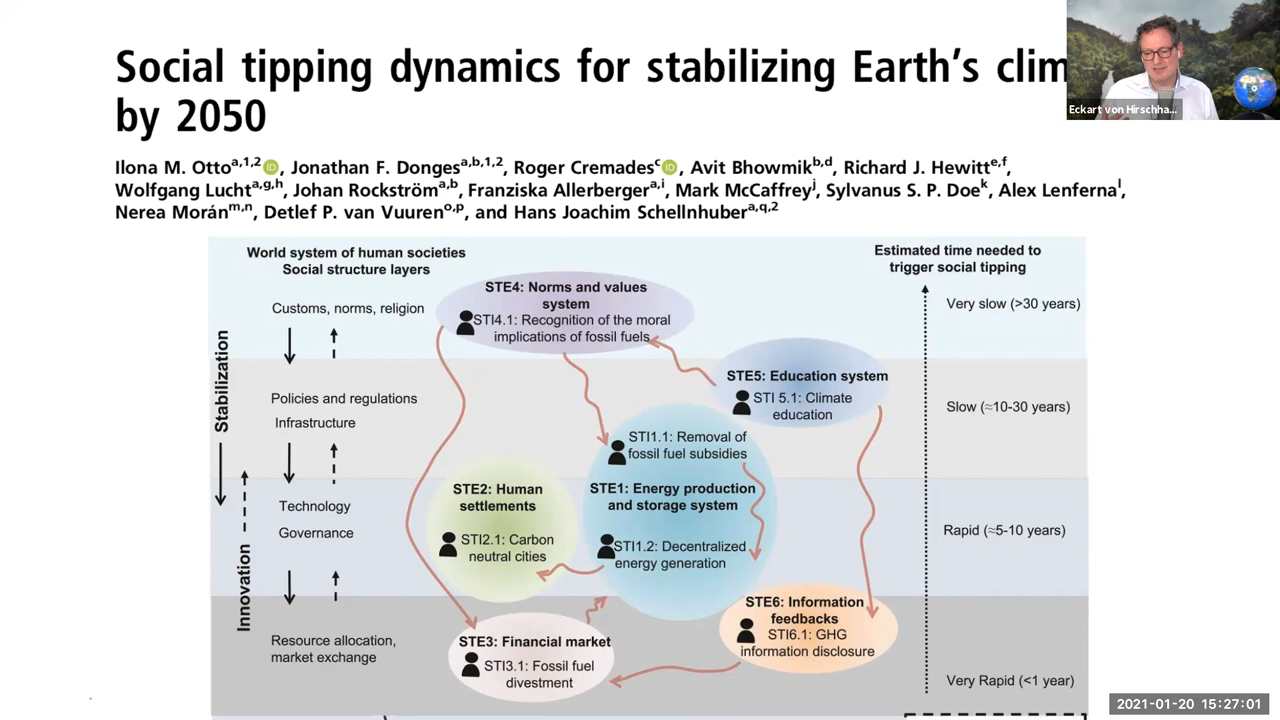 Social tipping dynamics for stabilizing Earth's clim
by 2050
Eckart von Hirschha...
Ilona M. Otto^a,1,2 iD, Jonathan F. Donges^a,b,1,2, Roger Cremades^c iD, Avit Bhowmik^b,d, Richard J. Hewitt^e,f,
Wolfgang Lucht^a,g,h, Johan Rockström^a,b, Franziska Allerberger^a,i, Mark McCaffrey^j, Sylvanus S. P. Doe^k, Alex Lenferna^l,
Nerea Morán^m,n, Detlef P. van Vuuren^o,p, and Hans Joachim Schellnhuber^a,q,2
World system of human societies
Social structure layers
Estimated time needed to
trigger social tipping
Customs, norms, religion
Policies and regulations
Infrastructure
Technology
Governance
Resource allocation,
market exchange
Stabilization
Innovation
STE4: Norms and values
system
STI4.1: Recognition of the moral
implications of fossil fuels
STE5: Education system
STI 5.1: Climate
education
STI1.1: Removal of
fossil fuel subsidies
STE1: Energy production
and storage system
STI1.2: Decentralized
energy generation
STE2: Human
settlements
STI2.1: Carbon
neutral cities
STE6: Information
feedbacks
STI6.1: GHG
information disclosure
STE3: Financial market
STI3.1: Fossil fuel
divestment
Very slow (>30 years)
Slow (≈10-30 years)
Rapid (≈5-10 years)
Very Rapid (<1 year)
2021-01-20 15:27:01